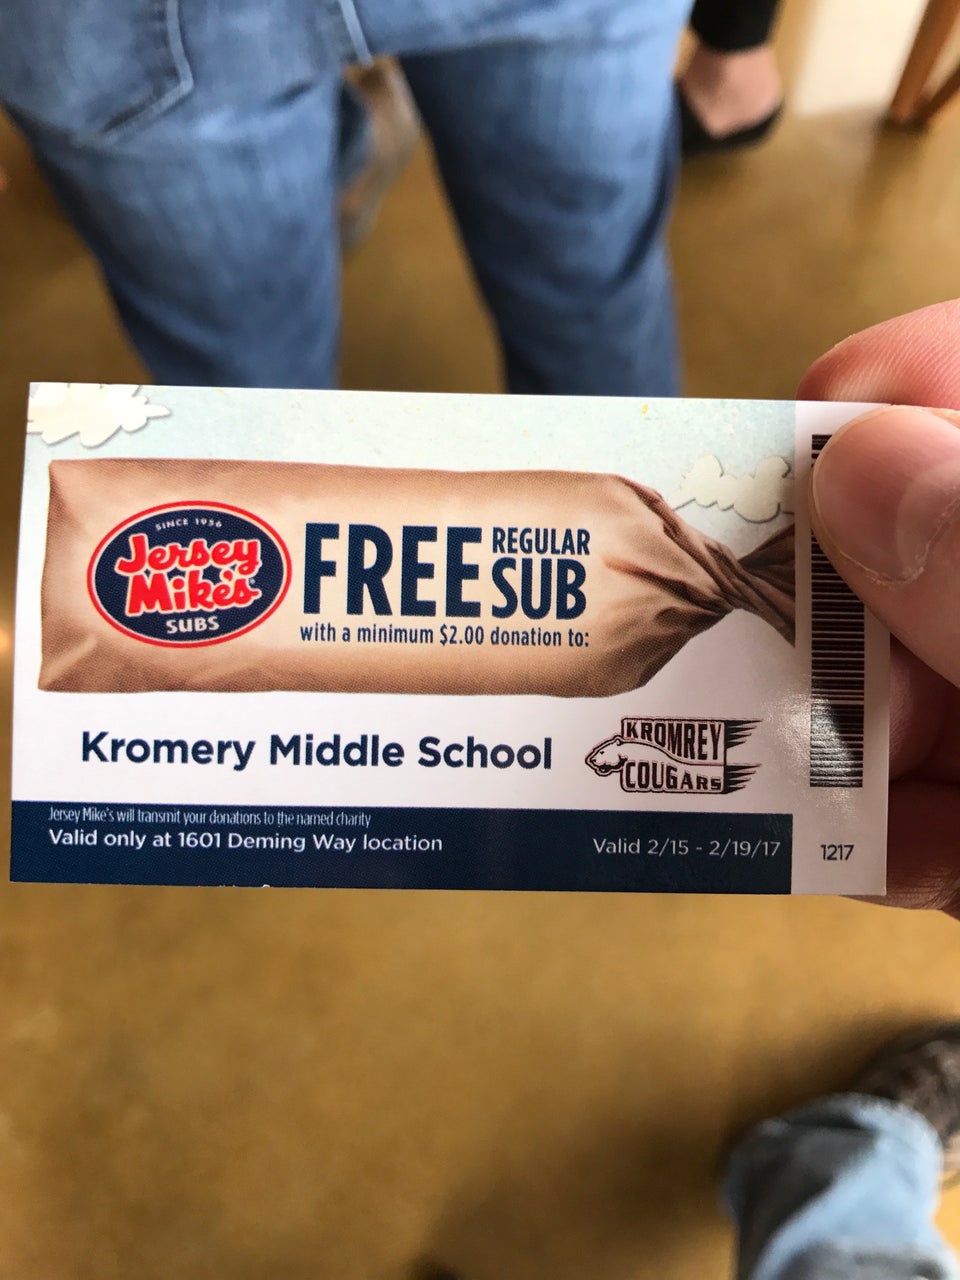 SINCE 1956
Jersey
Mike's
SUBS
FREE REGULAR SUB
with a minimum $2.00 donation to:
Kromery Middle School
KROMREY
COUGARS
Jersey Mike's will transmit your donations to the named charity
Valid only at 1601 Deming Way location
Valid 2/15 - 2/19/17
1217